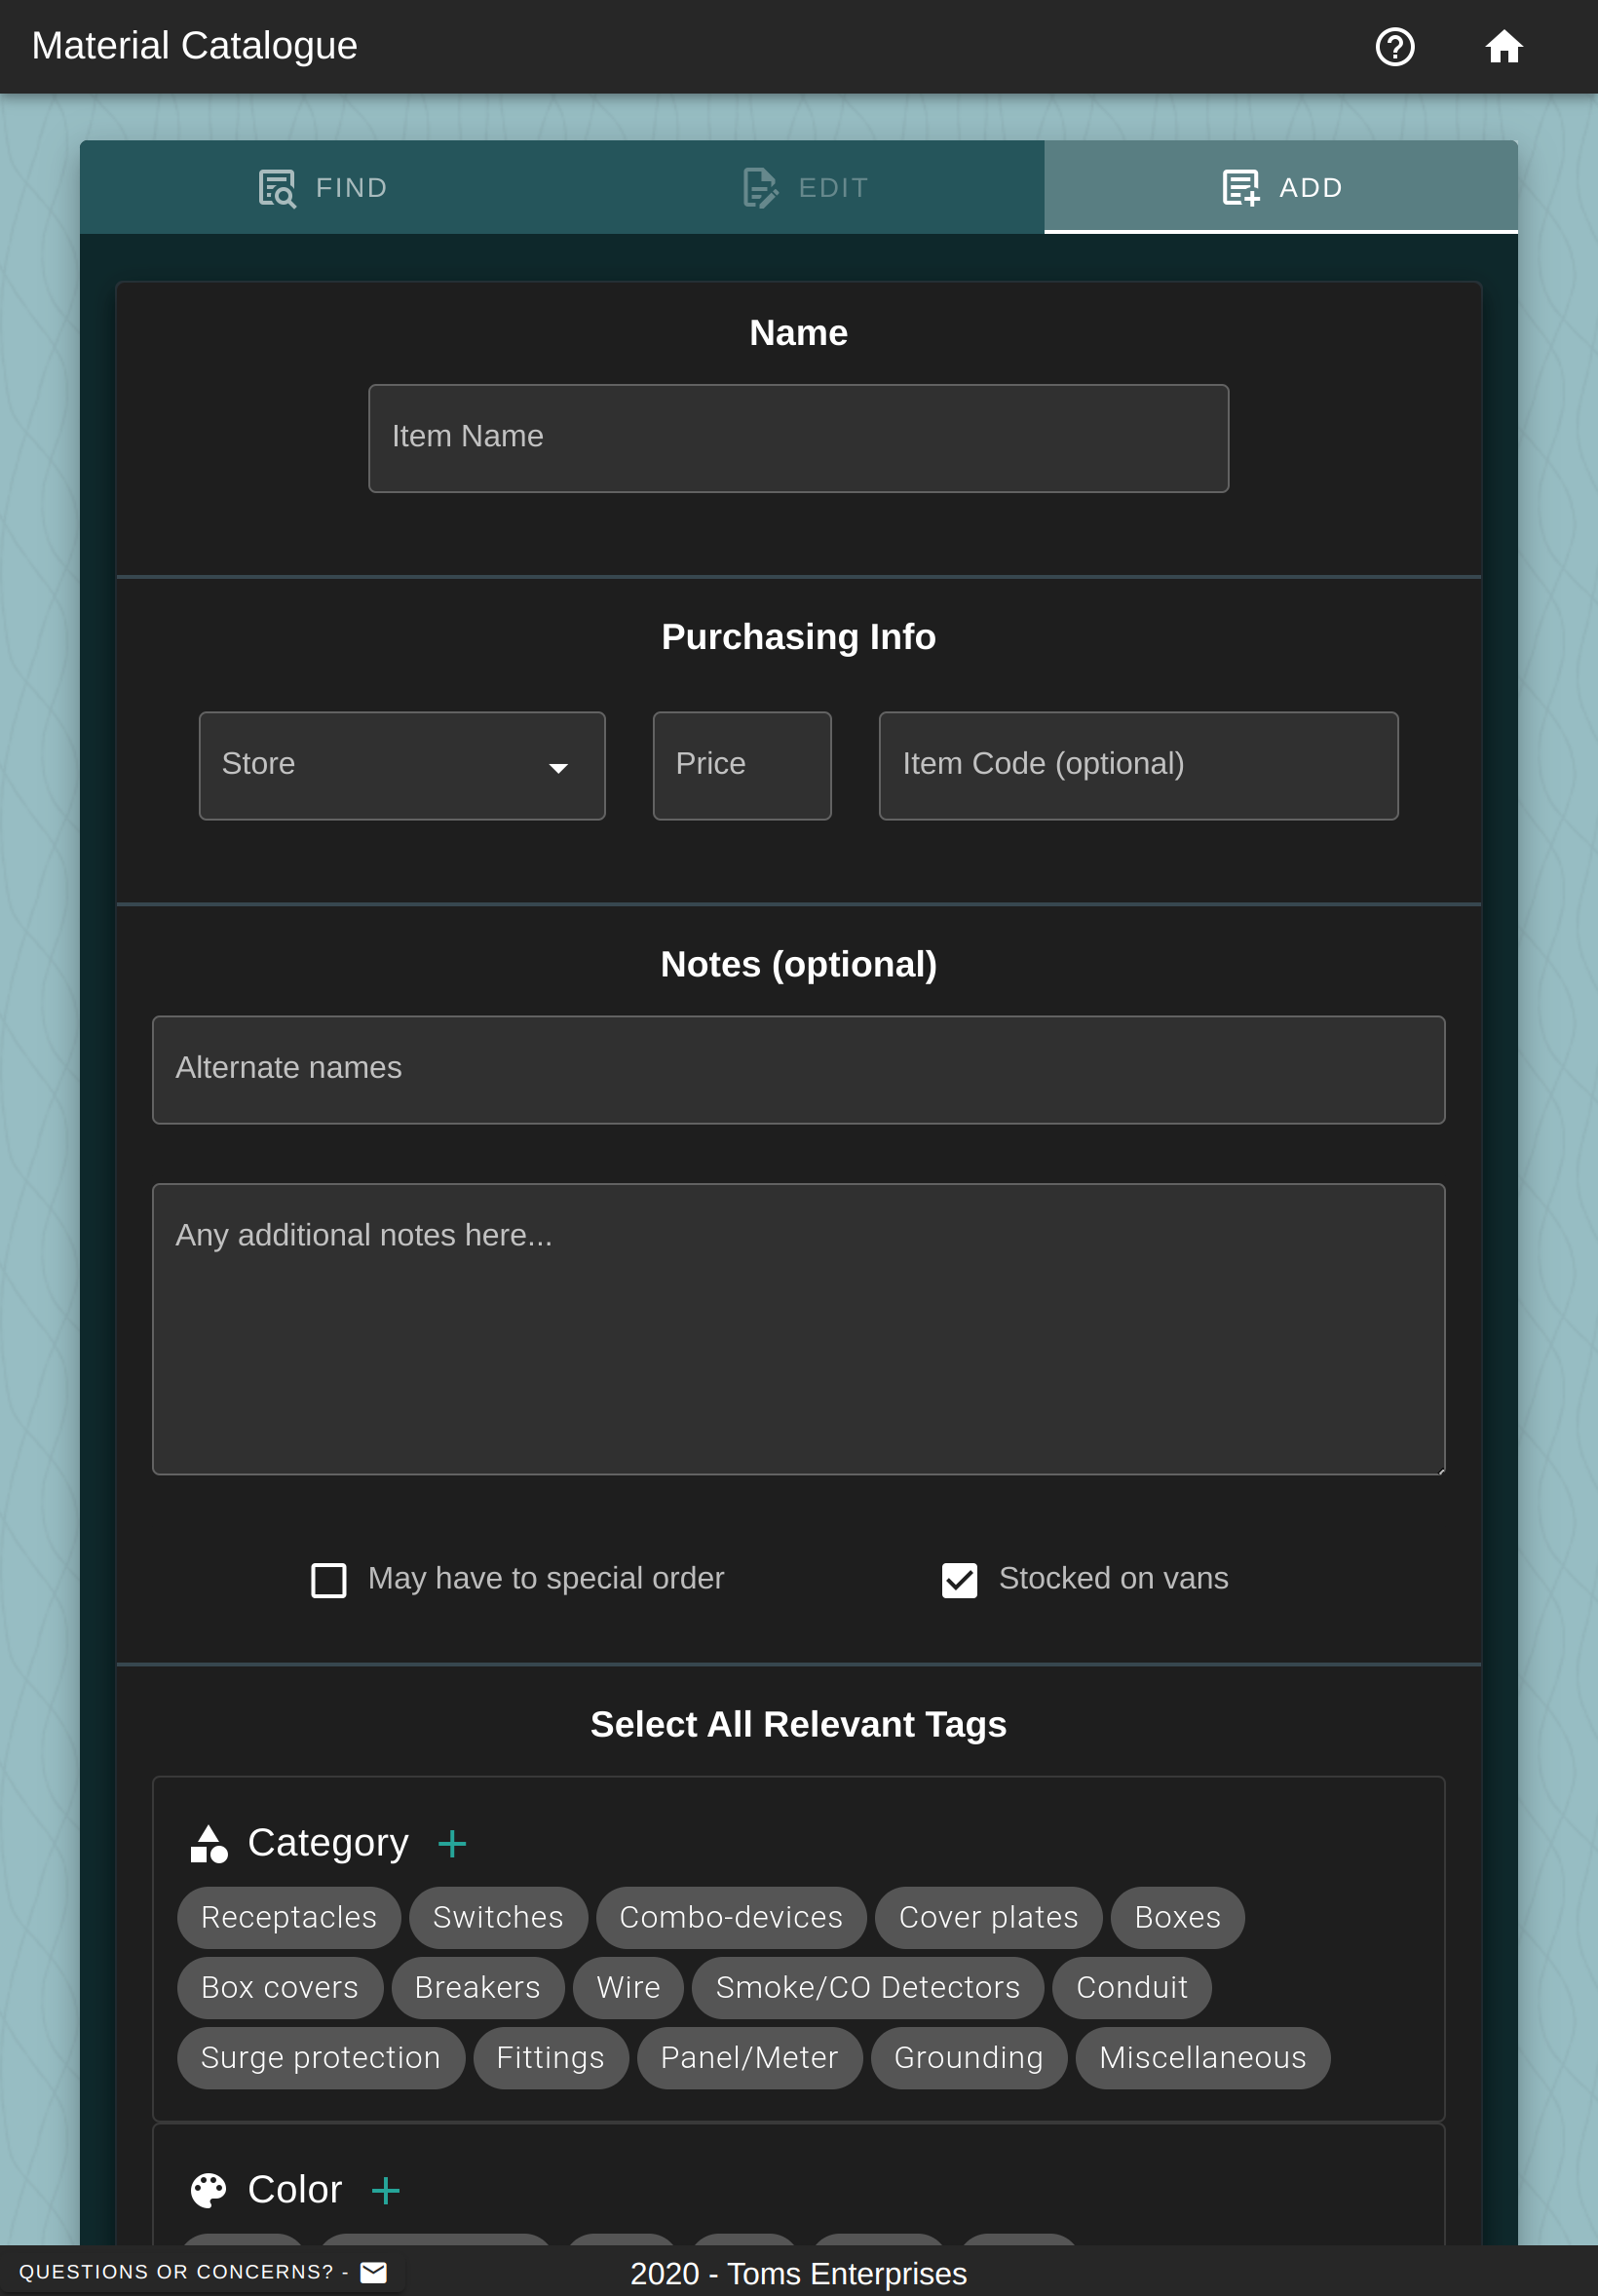 Material Catalogue
FIND EDIT ADD
Name
Item Name
Purchasing Info
Store Price Item Code (optional)
Notes (optional)
Alternate names
Any additional notes here...
May have to special order Stocked on vans
Select All Relevant Tags
Category +
Receptacles Switches Combo-devices Cover plates Boxes
Box covers Breakers Wire Smoke/CO Detectors Conduit
Surge protection Fittings Panel/Meter Grounding Miscellaneous
Color +
QUESTIONS OR CONCERNS? - 2020 - Toms Enterprises